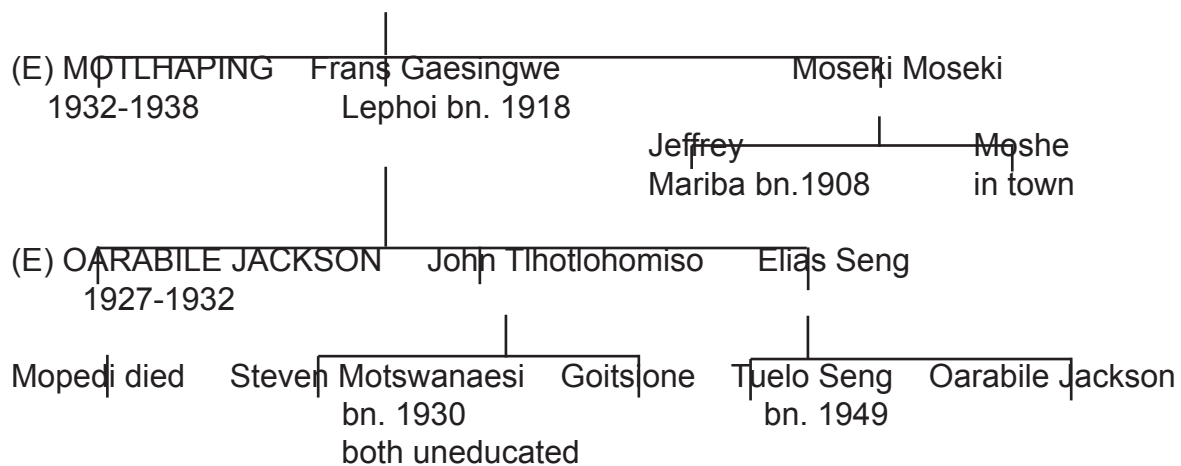 (E) MOTLHAPING Frans Gaesingwe Moseki Moseki
1932-1938 Lephoi bn. 1918
Jeffrey Moshe
Mariba bn.1908 in town
(E) OARABILE JACKSON John Tlhotlohomiso Elias Seng
1927-1932
Mopedi died Steven Motswanaesi Goitsione Tuelo Seng Oarabile Jackson
bn. 1930 bn. 1949
both uneducated